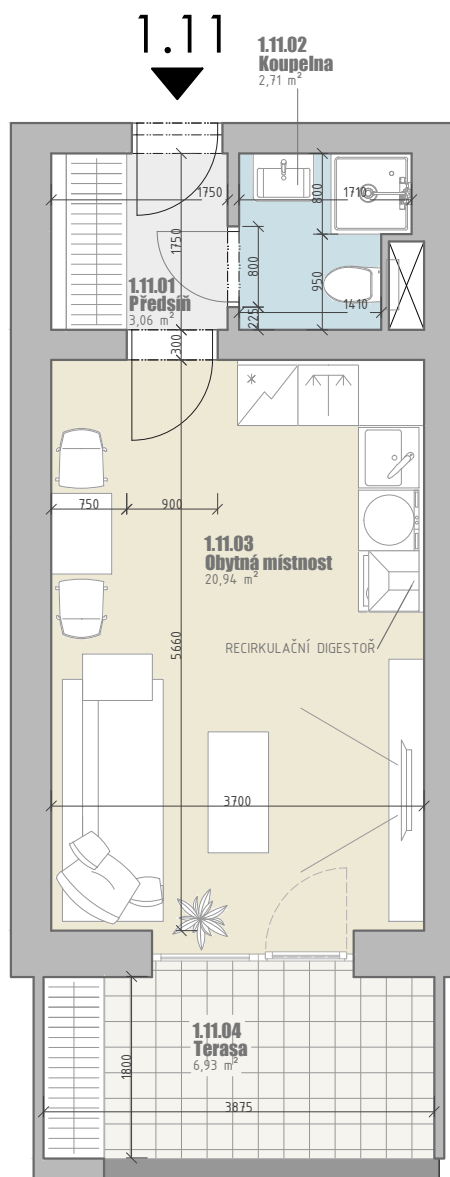 1.11
1.11.02
Koupelna
2,71 m²
1750
1710
800
1750
800
950
1.11.01
Předsíň
3,06 m²
1410
225
300
750
900
1.11.03
Obytná místnost
20,94 m²
5660
RECIRKULAČNÍ DIGESTOŘ
3700
1.11.04
Terasa
6,93 m²
1800
3875